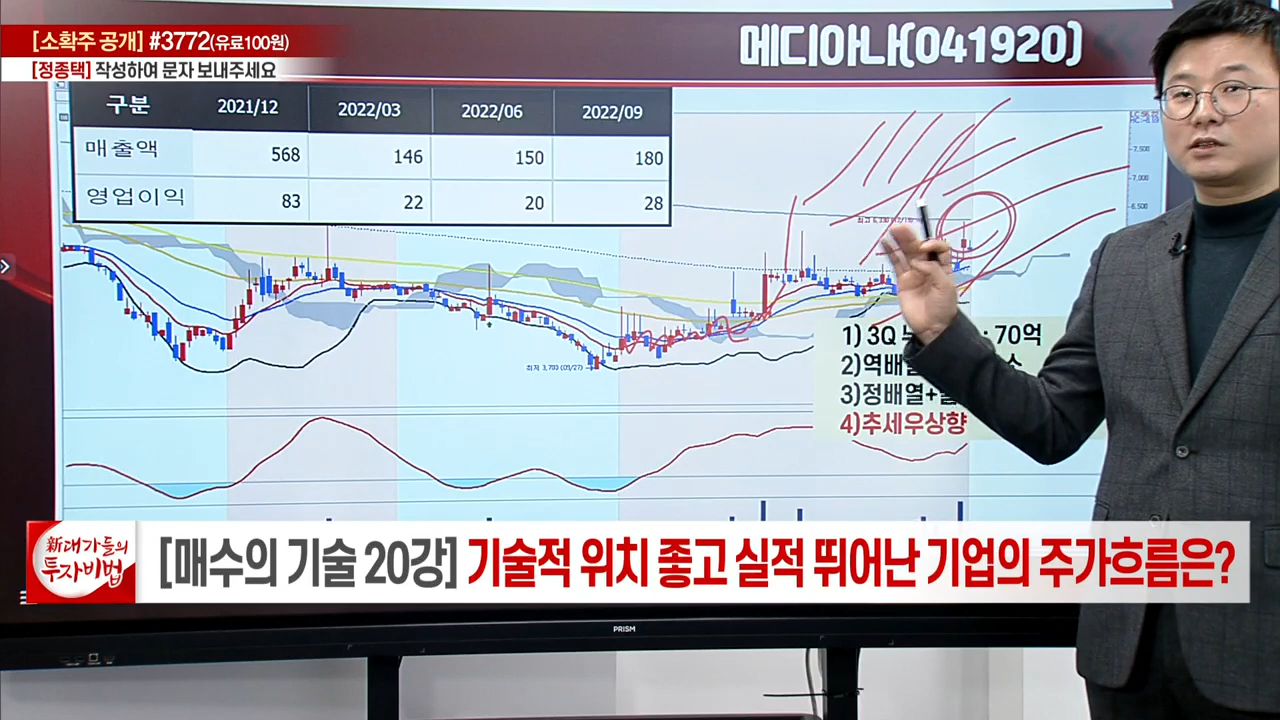 [소확주 공개] #3772(유료100원)
[정종택] 작성하여 문자 보내주세요
메디아나(041920)
구분 2021/12 2022/03 2022/06 2022/09
매출액 568 146 150 180
영업이익 83 22 20 28
7,500
7,000
6,500
최저 3,780 (09/27)
1) 3Q 70억
2)역배열
3)정배열+
4)추세우상향
新대가들의
투자비법
[매수의 기술 20강] 기술적 위치 좋고 실적 뛰어난 기업의 주가흐름은?
PRISM